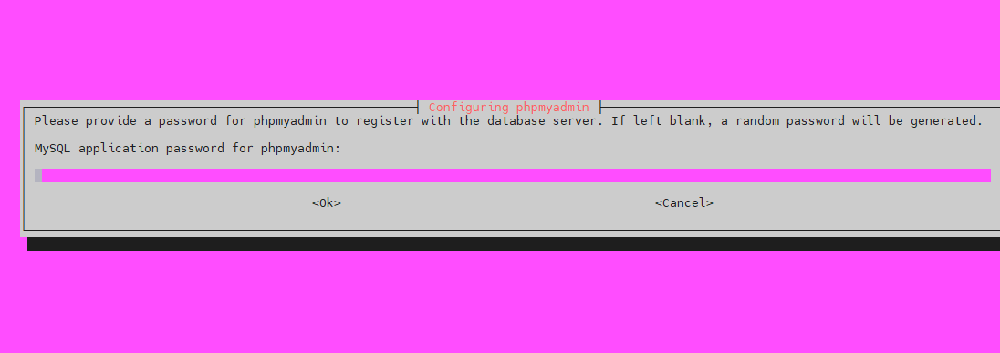 Configuring phpmyadmin
Please provide a password for phpmyadmin to register with the database server. If left blank, a random password will be generated.
MySQL application password for phpmyadmin:
<Ok> <Cancel>